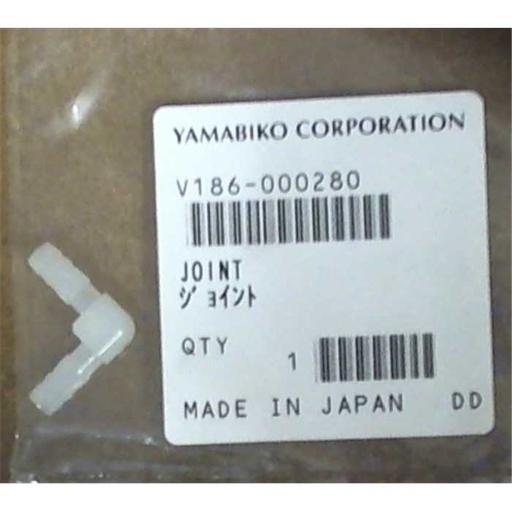 YAMABIKO CORPORATION
V186-000280
JOINT
ｼﾞｮｲﾝﾄ
QTY 1
MADE IN JAPAN DD